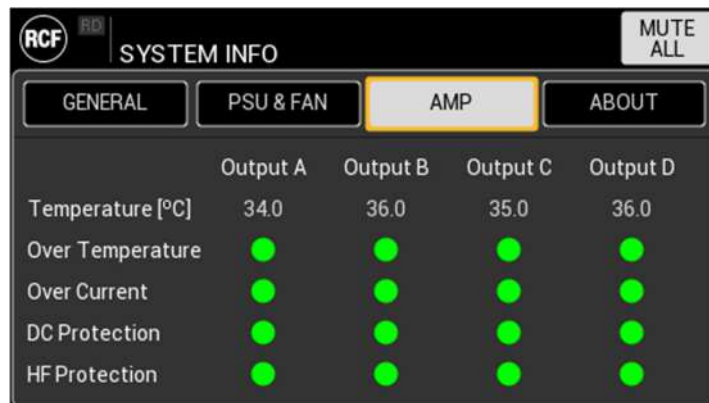 RCF RD
SYSTEM INFO
MUTE
ALL
GENERAL PSU & FAN AMP ABOUT
Output A Output B Output C Output D
Temperature [ºC] 34.0 36.0 35.0 36.0
Over Temperature
Over Current
DC Protection
HF Protection